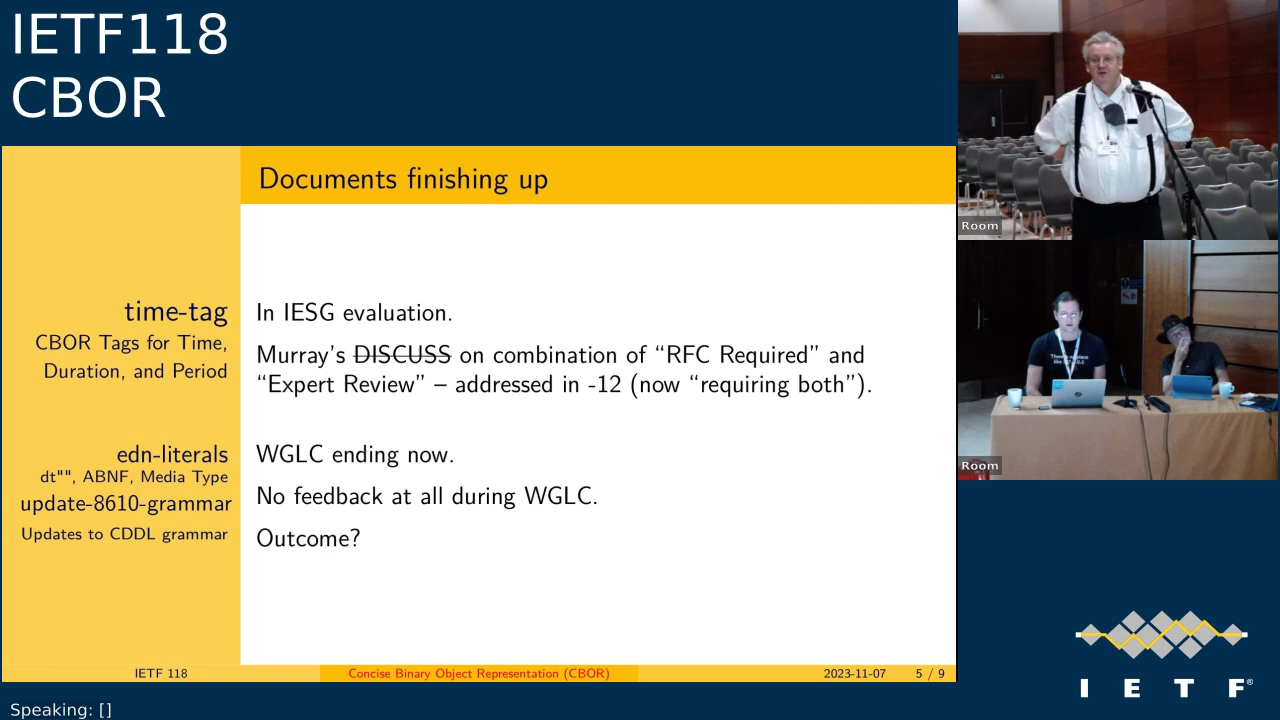 IETF118
CBOR
Documents finishing up
time-tag
CBOR Tags for Time,
Duration, and Period
In IESG evaluation.
Murray's DISCUSS on combination of “RFC Required” and
“Expert Review” – addressed in -12 (now “requiring both”).
edn-literals
dt"", ABNF, Media Type
update-8610-grammar
Updates to CDDL grammar
WGLC ending now.
No feedback at all during WGLC.
Outcome?
IETF 118
Concise Binary Object Representation (CBOR)
2023-11-07
5 / 9
Room
Room
I E T F®
Speaking: []